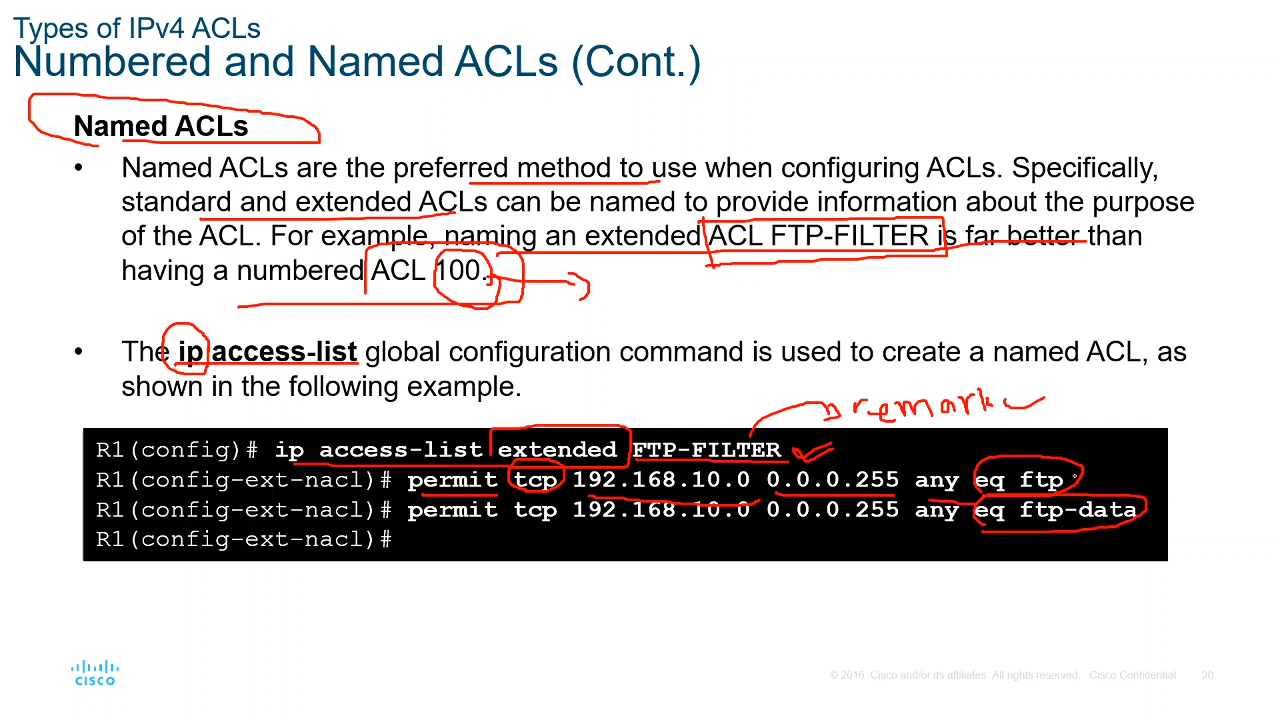 Types of IPv4 ACLs
Numbered and Named ACLs (Cont.)
Named ACLs
• Named ACLs are the preferred method to use when configuring ACLs. Specifically,
standard and extended ACLs can be named to provide information about the purpose
of the ACL. For example, naming an extended ACL FTP-FILTER is far better than
having a numbered ACL 100.
• The ip access-list global configuration command is used to create a named ACL, as
shown in the following example.
remark
R1(config)# ip access-list extended FTP-FILTER
R1(config-ext-nacl)# permit tcp 192.168.10.0 0.0.0.255 any eq ftp
R1(config-ext-nacl)# permit tcp 192.168.10.0 0.0.0.255 any eq ftp-data
R1(config-ext-nacl)#
CISCO
© 2016 Cisco and/or its affiliates. All rights reserved. Cisco Confidential 20